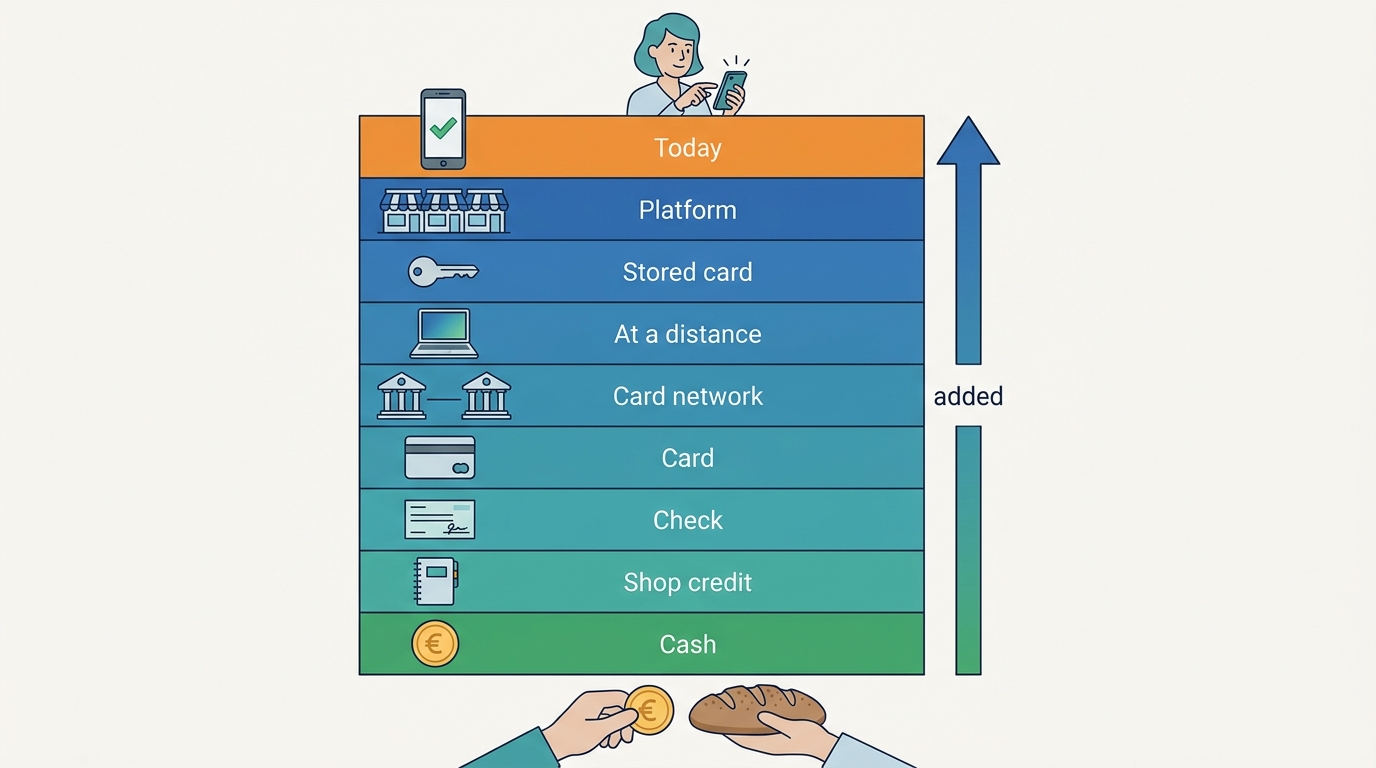 Today
Platform
Stored card
At a distance
Card network
added
Card
Check
Shop credit
€
Cash
€